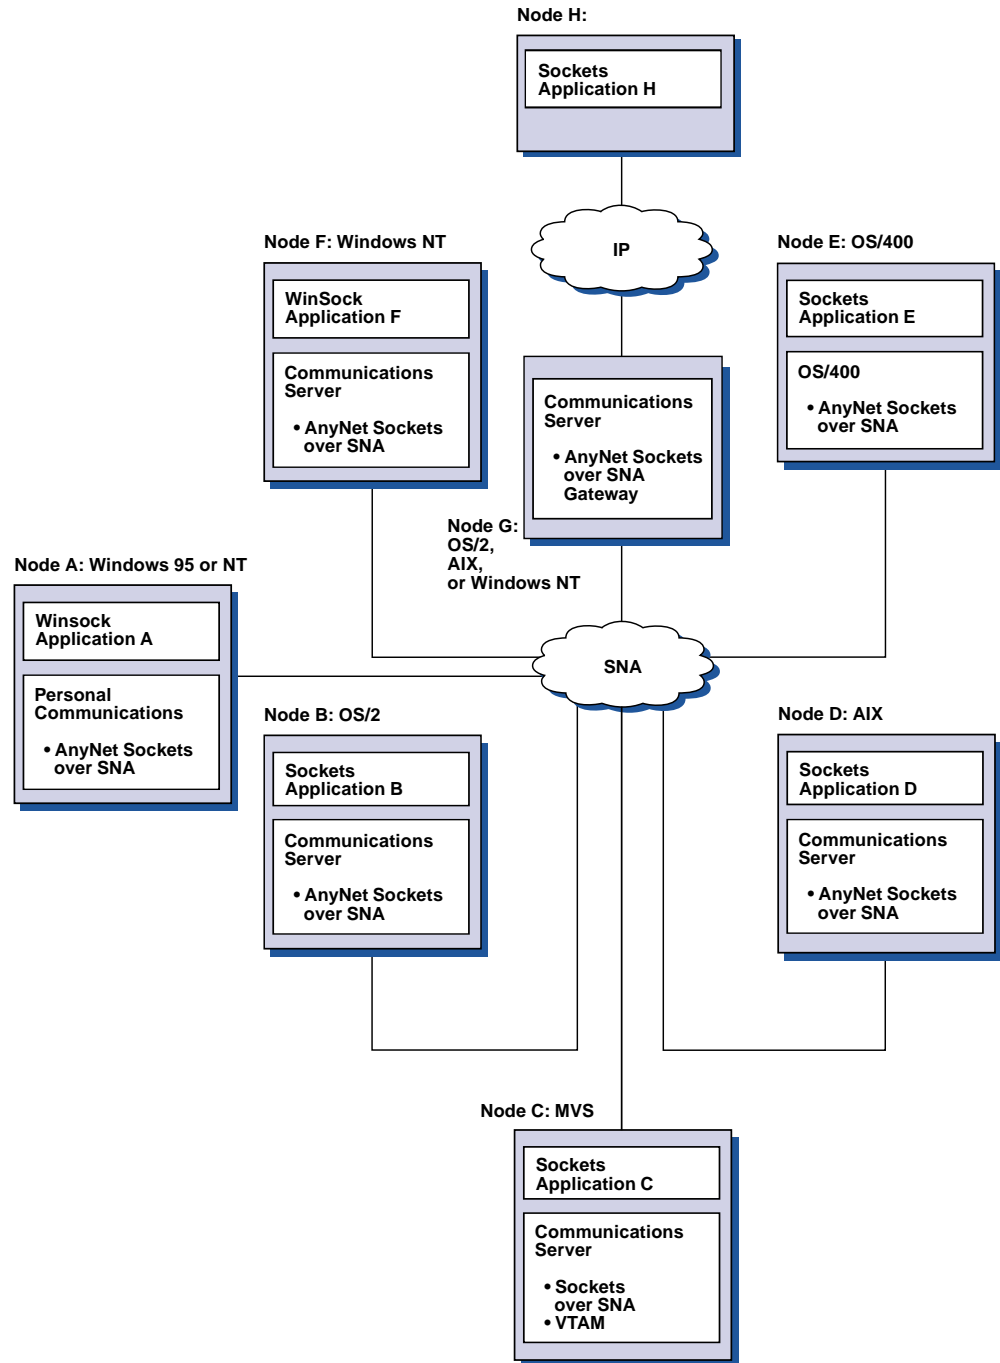 Node H:
Sockets
Application H
IP
Node F: Windows NT
WinSock
Application F
Communications
Server
• AnyNet Sockets
over SNA
Node E: OS/400
Sockets
Application E
OS/400
• AnyNet Sockets
over SNA
Communications
Server
• AnyNet Sockets
over SNA
Gateway
Node G:
OS/2,
AIX,
or Windows NT
Node A: Windows 95 or NT
Winsock
Application A
Personal
Communications
• AnyNet Sockets
over SNA
SNA
Node B: OS/2
Sockets
Application B
Communications
Server
• AnyNet Sockets
over SNA
Node D: AIX
Sockets
Application D
Communications
Server
• AnyNet Sockets
over SNA
Node C: MVS
Sockets
Application C
Communications
Server
• Sockets
over SNA
• VTAM